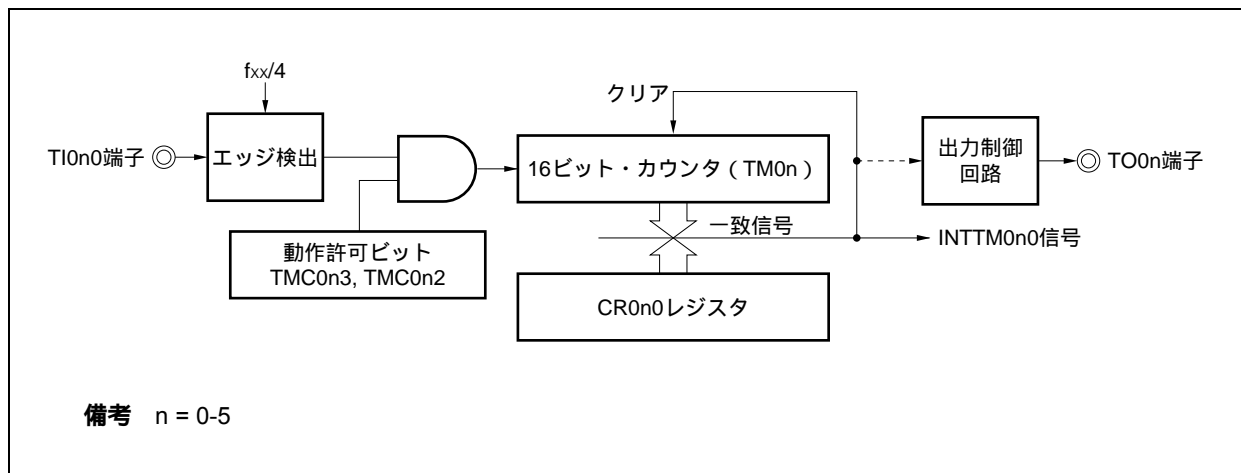 fxx/4
クリア
TI0n0端子
エッジ検出
16ビット・カウンタ（TM0n）
出力制御
回路
TO0n端子
一致信号
INTTM0n0信号
動作許可ビット
TMC0n3, TMC0n2
CR0n0レジスタ
備考 n = 0-5